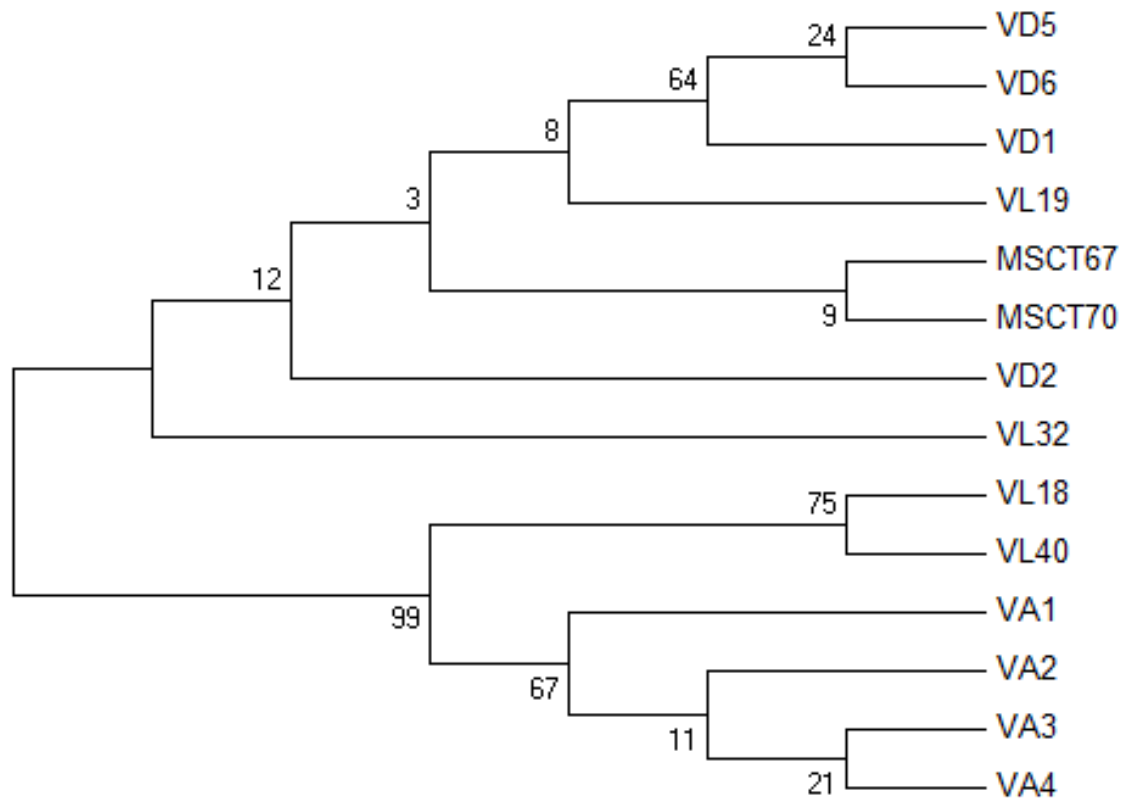 24
VD5
VD6
64
VD1
8
VL19
3
MSCT67
MSCT70
9
12
VD2
VL32
75
VL18
VL40
99
VA1
67
VA2
11
VA3
21
VA4